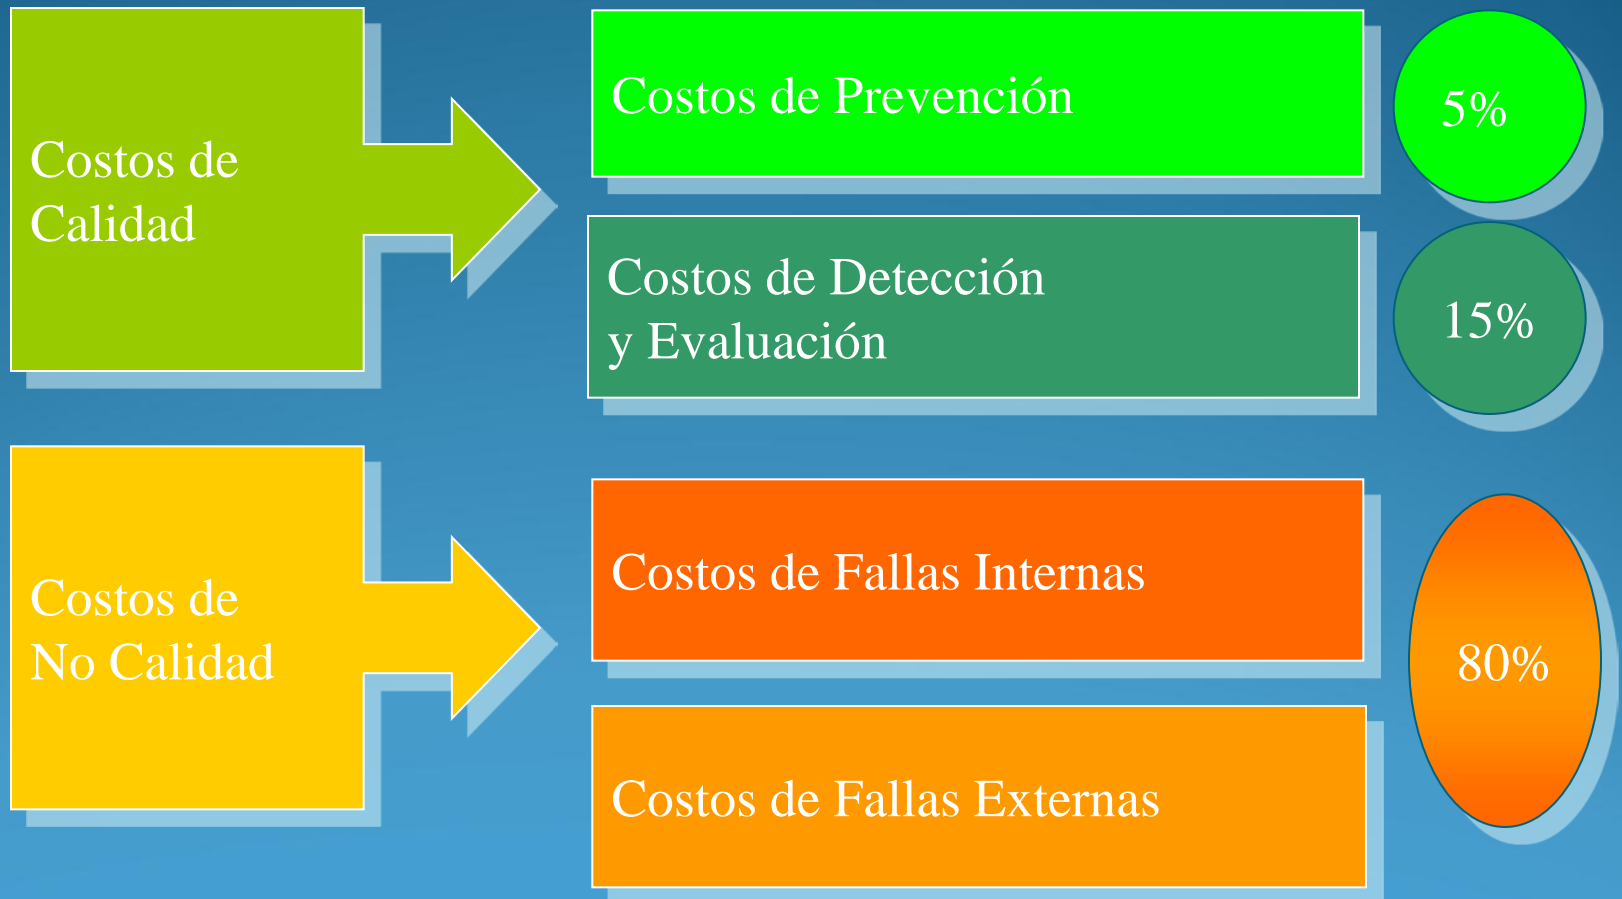 Costos de
Calidad
Costos de Prevención
5%
Costos de Detección
y Evaluación
15%
Costos de
No Calidad
Costos de Fallas Internas
Costos de Fallas Externas
80%